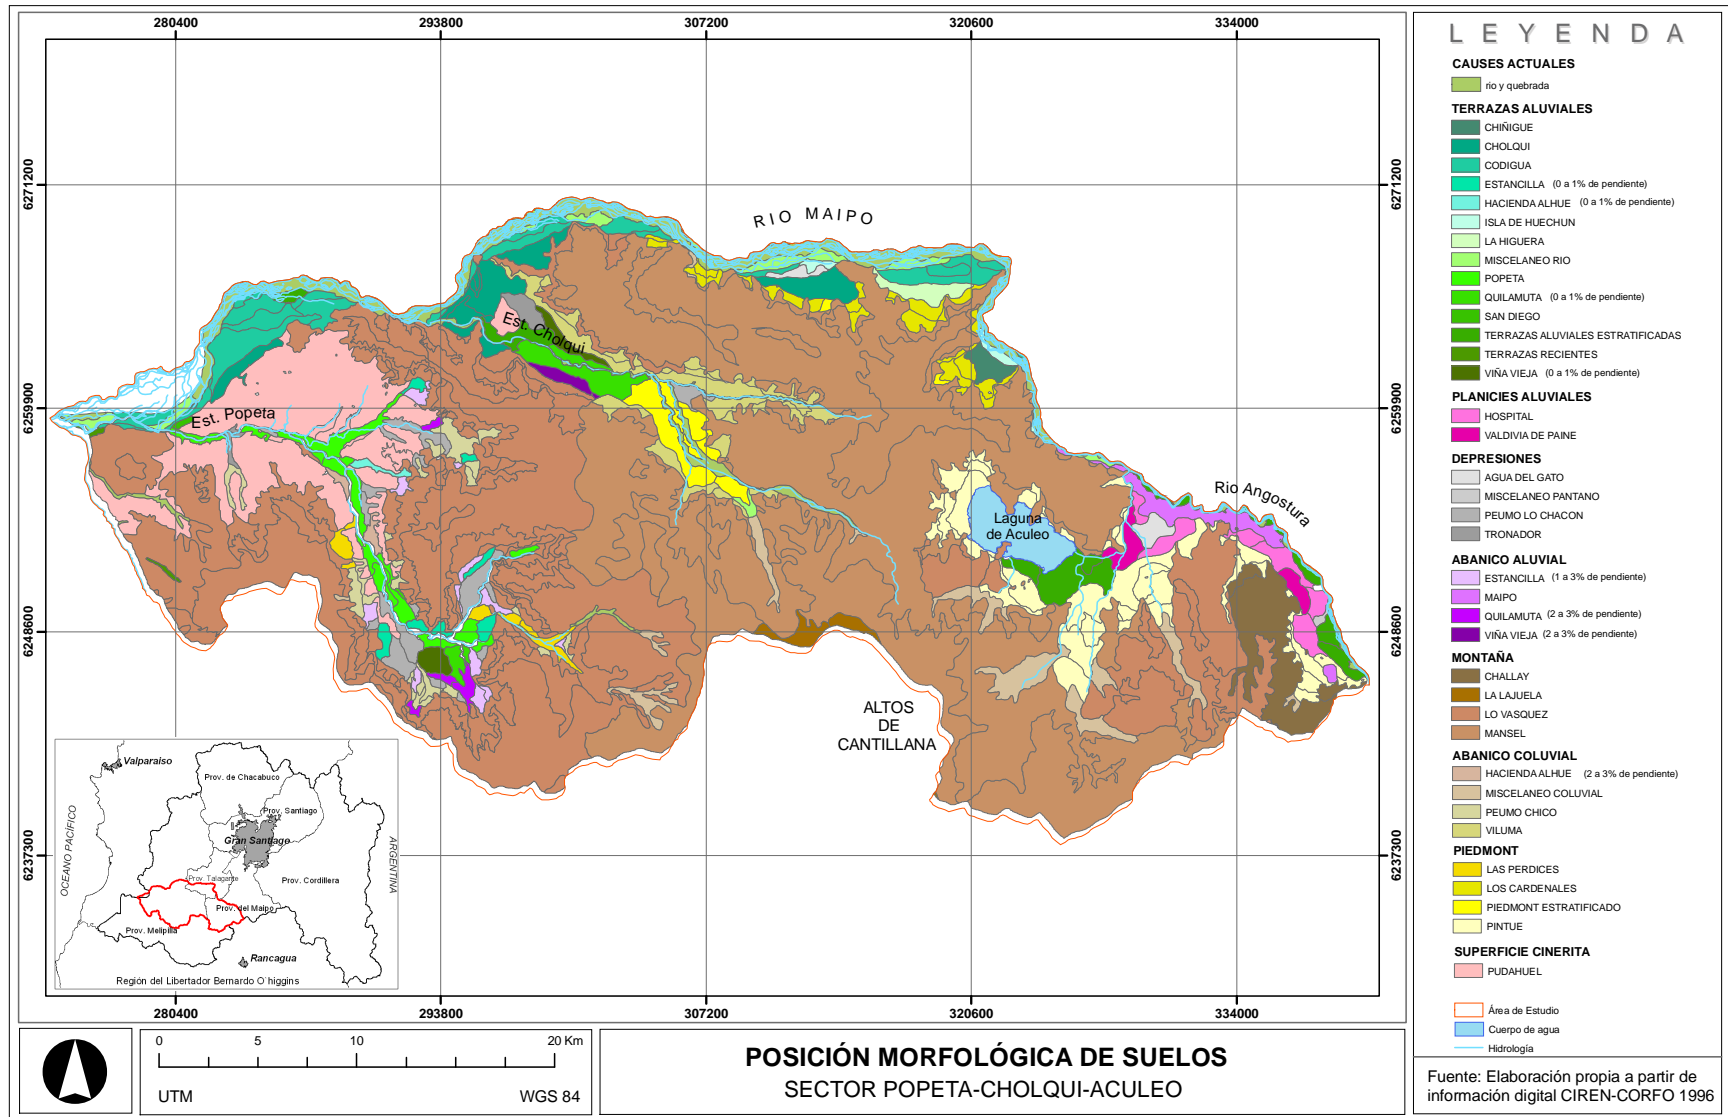 280400
293800
307200
320600
334000
6271200
6259900
6248600
6237300
6271200
6259900
6248600
6237300
RIO MAIPO
Est. Cholqui
Est. Popeta
Rio Angostura
Laguna
de Aculeo
ALTOS
DE
CANTILLANA
Valparaiso
Prov. de Chacabuco
Prov. Santiago
Gran Santiago
OCEANO PACÍFICO
ARGENTINA
Prov. Talagante
Prov. Cordillera
Prov. del Maipo
Prov. Melipilla
Rancagua
Región del Libertador Bernardo O´higgins
280400
293800
307200
320600
334000
0 5 10 20 Km
UTM WGS 84
POSICIÓN MORFOLÓGICA DE SUELOS
SECTOR POPETA-CHOLQUI-ACULEO
LEYENDA
CAUSES ACTUALES
rio y quebrada
TERRAZAS ALUVIALES
CHIÑIGUE
CHOLQUI
CODIGUA
ESTANCILLA (0 a 1% de pendiente)
HACIENDA ALHUE (0 a 1% de pendiente)
ISLA DE HUECHUN
LA HIGUERA
MISCELANEO RIO
POPETA
QUILAMUTA (0 a 1% de pendiente)
SAN DIEGO
TERRAZAS ALUVIALES ESTRATIFICADAS
TERRAZAS RECIENTES
VIÑA VIEJA (0 a 1% de pendiente)
PLANICIES ALUVIALES
HOSPITAL
VALDIVIA DE PAINE
DEPRESIONES
AGUA DEL GATO
MISCELANEO PANTANO
PEUMO LO CHACON
TRONADOR
ABANICO ALUVIAL
ESTANCILLA (1 a 3% de pendiente)
MAIPO
QUILAMUTA (2 a 3% de pendiente)
VIÑA VIEJA (2 a 3% de pendiente)
MONTAÑA
CHALLAY
LA LAJUELA
LO VASQUEZ
MANSEL
ABANICO COLUVIAL
HACIENDA ALHUE (2 a 3% de pendiente)
MISCELANEO COLUVIAL
PEUMO CHICO
VILUMA
PIEDMONT
LAS PERDICES
LOS CARDENALES
PIEDMONT ESTRATIFICADO
PINTUE
SUPERFICIE CINERITA
PUDAHUEL
Área de Estudio
Cuerpo de agua
Hidrología
Fuente: Elaboración propia a partir de
información digital CIREN-CORFO 1996